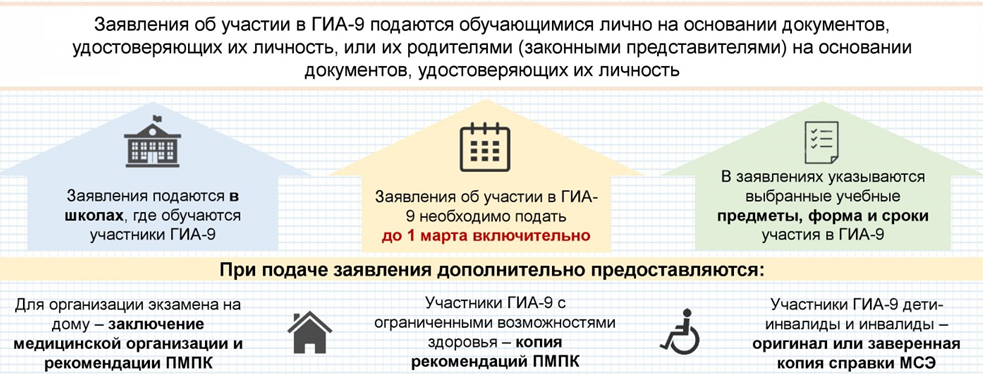 Заявления об участии в ГИА-9 подаются обучающимися лично на основании документов,
удостоверяющих их личность, или их родителями (законными представителями) на основании
документов, удостоверяющих их личность
Заявления подаются в
школах, где обучаются
участники ГИА-9
Заявления об участии в ГИА-
9 необходимо подать
до 1 марта включительно
В заявлениях указываются
выбранные учебные
предметы, форма и сроки
участия в ГИА-9
При подаче заявления дополнительно предоставляются:
Для организации экзамена на
дому – заключение
медицинской организации и
рекомендации ПМПК
Участники ГИА-9 с
ограниченными возможностями
здоровья – копия
рекомендаций ПМПК
Участники ГИА-9 дети-
инвалиды и инвалиды –
оригинал или заверенная
копия справки МСЭ